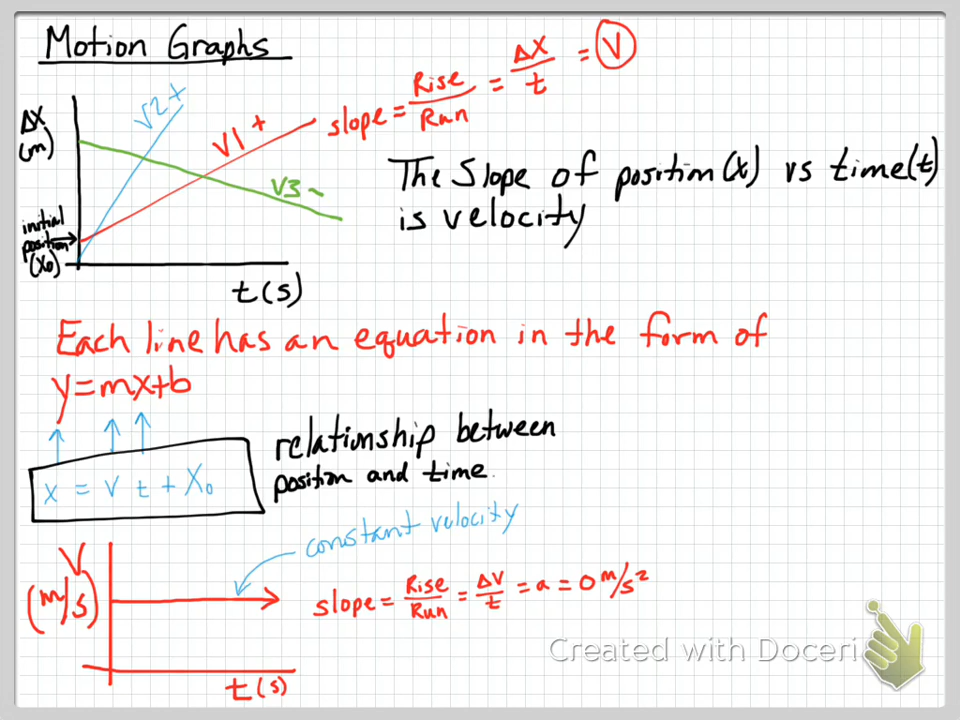 Motion Graphs
slope = Rise/Run = ΔX/t = V
ΔX
(m)
V2 +
V1 +
V3 ~
initial
position
(X₀)
t(s)
The Slope of position(x) vs time(t)
is velocity
Each line has an equation in the form of
y=mx+b
x = v t + X₀
relationship between
position and time.
constant velocity
V
(m/s)
slope = Rise/Run = ΔV/t = a = 0 m/s²
t(s)
Created with Doceri